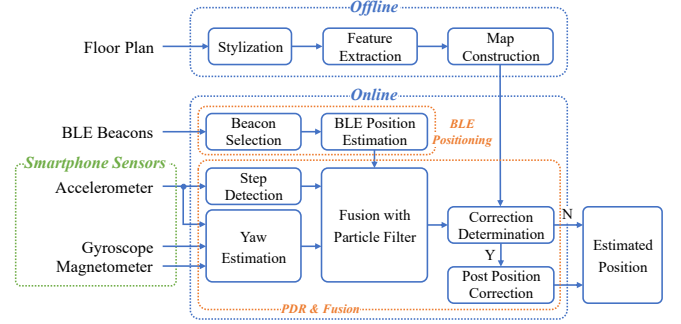 Offline
Floor Plan
Stylization
Feature
Extraction
Map
Construction
Online
BLE Beacons
Beacon
Selection
BLE Position
Estimation
BLE
Positioning
Smartphone Sensors
Accelerometer
Step
Detection
Gyroscope
Magnetometer
Yaw
Estimation
Fusion with
Particle Filter
Correction
Determination
N
Y
Post Position
Correction
Estimated
Position
PDR & Fusion